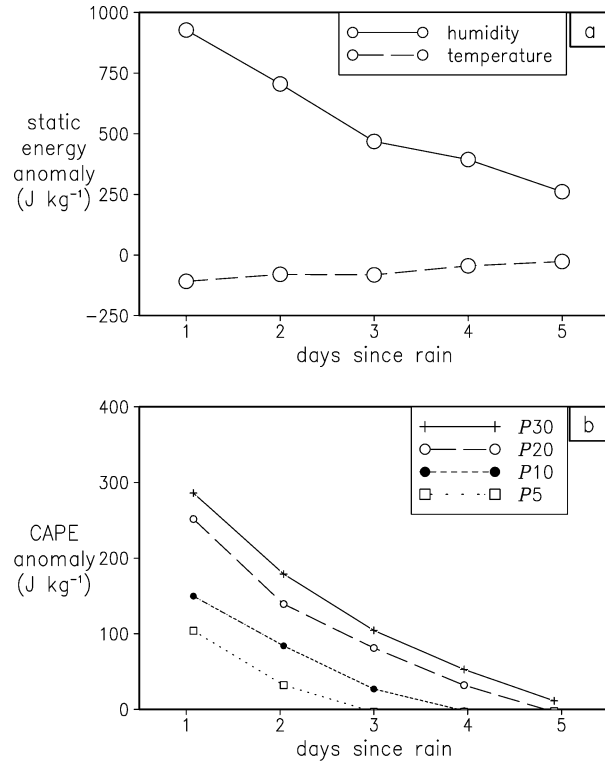 1000
750
500
250
0
−250
static
energy
anomaly
(J kg⁻¹)
humidity
temperature
a
1 2 3 4 5
days since rain
400
300
200
100
0
CAPE
anomaly
(J kg⁻¹)
P30
P20
P10
P5
b
1 2 3 4 5
days since rain